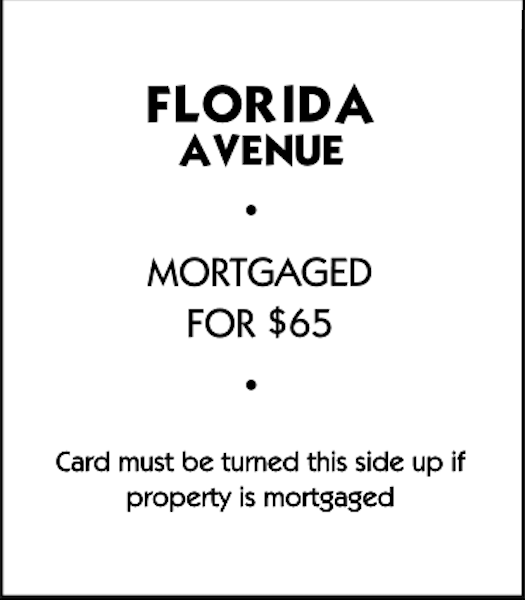 FLORIDA
AVENUE
•
MORTGAGED
FOR $65
•
Card must be turned this side up if
property is mortgaged